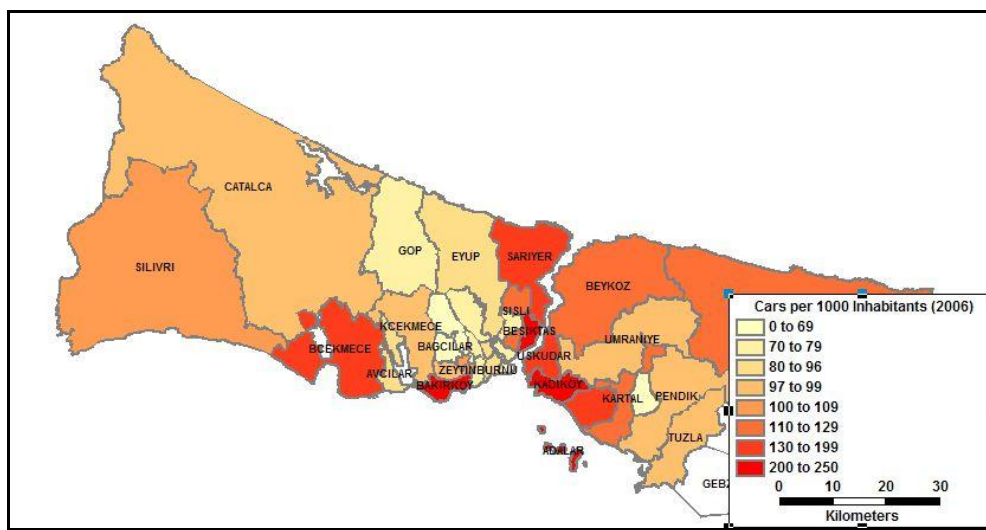 CATALCA
SILIVRI
GOP
EYUP
SARIYER
BEYKOZ
SISLI
BESIKTAS
KCEKMECE
BCEKMECE
BAGCILAR
AVCILAR
ZEYTINBURNU
BAKIRKOY
USKUDAR
UMRANIYE
KADIKOY
KARTAL
PENDIK
TUZLA
ADALAR
GEBZ
Cars per 1000 Inhabitants (2006)
0 to 69
70 to 79
80 to 96
97 to 99
100 to 109
110 to 129
130 to 199
200 to 250
0 10 20 30
Kilometers